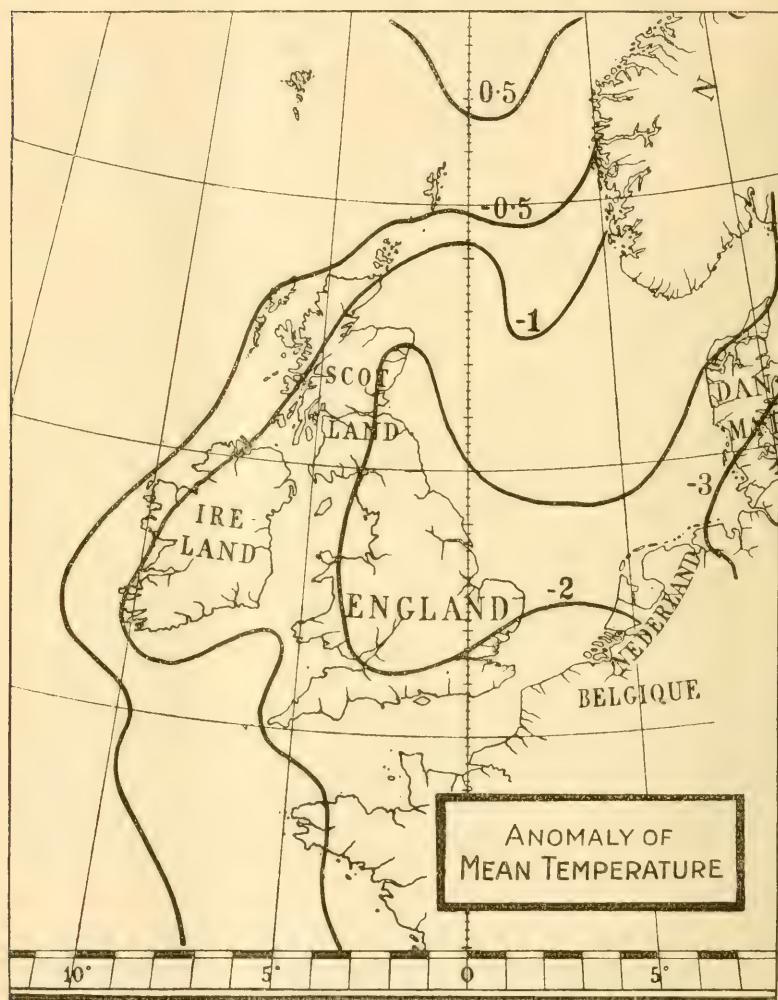 N
0·5
-0·5
-1
SCOT
LAND
DAN
-3
IRE
LAND
ENGLAND
-2
NEDERLAND
BELGIQUE
ANOMALY OF
MEAN TEMPERATURE
10° 5° 0 5°